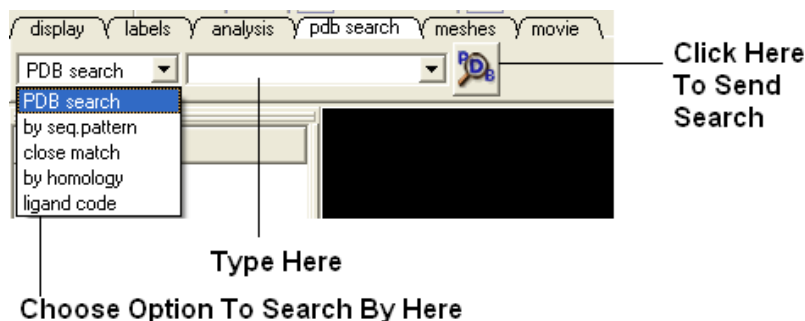 display labels analysis pdb search meshes movie
PDB search
PDB
Click Here
To Send
Search
PDB search
by seq.pattern
close match
by homology
ligand code
Type Here
Choose Option To Search By Here